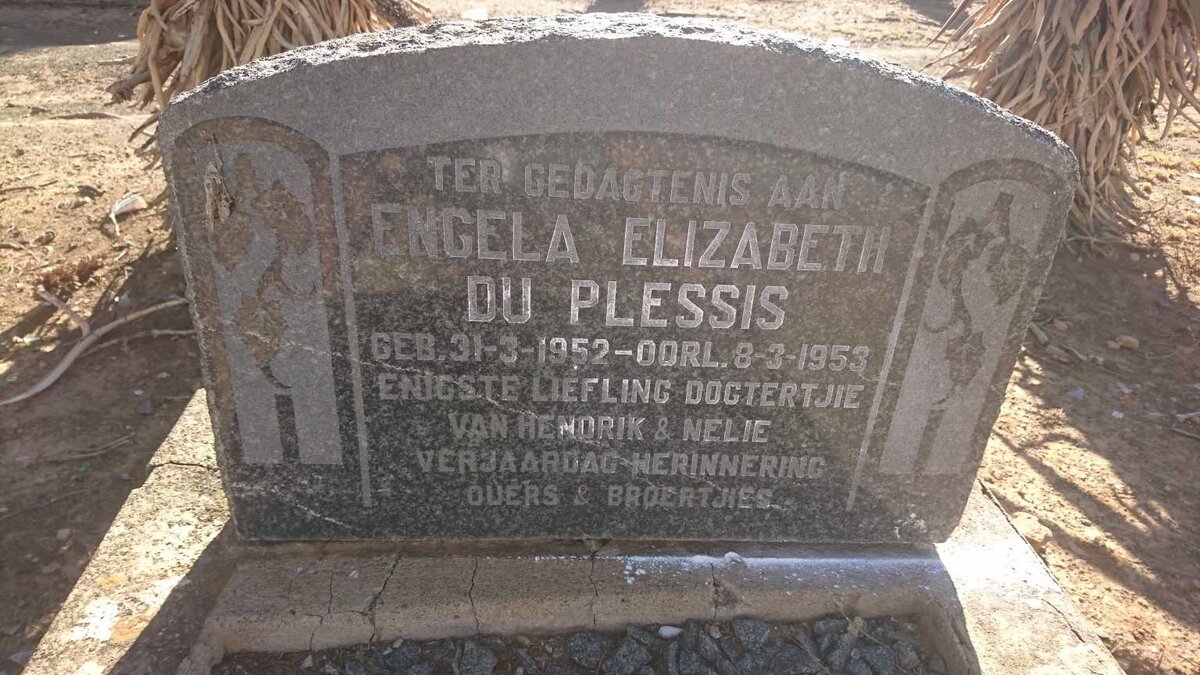 TER GEDAGTENIS AAN
ENGELA ELIZABETH
DU PLESSIS
GEB. 31-3-1952 - OORL. 8-3-1953
ENIGSTE LIEFLING DOGTERTJIE
VAN HENDRIK & NELIE
VERJAARDAG HERINNERING
OUERS & BROERTJIES